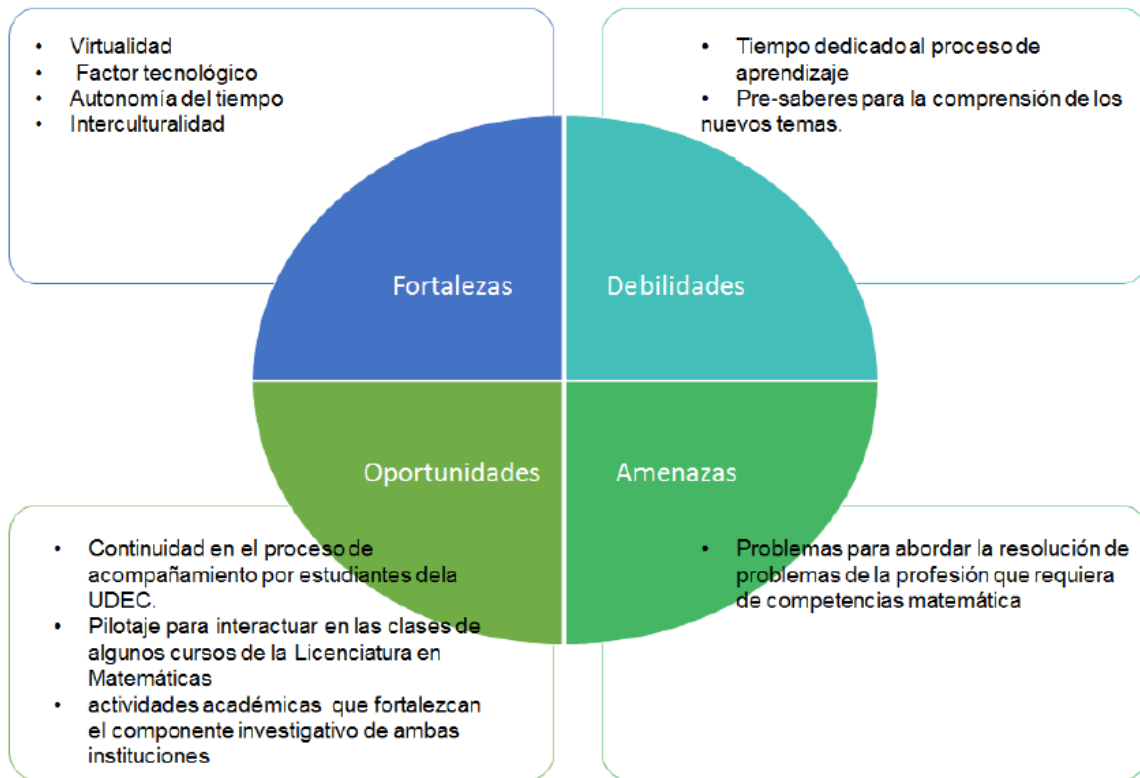 • Virtualidad
• Factor tecnológico
• Autonomía del tiempo
• Interculturalidad
• Tiempo dedicado al proceso de
aprendizaje
• Pre-saberes para la comprensión de los
nuevos temas.
Fortalezas
Debilidades
Oportunidades
Amenazas
• Continuidad en el proceso de
acompañamiento por estudiantes dela
UDEC.
• Pilotaje para interactuar en las clases de
algunos cursos de la Licenciatura en
Matemáticas
• actividades académicas que fortalezcan
el componente investigativo de ambas
instituciones
• Problemas para abordar la resolución de
problemas de la profesión que requiera
de competencias matemática